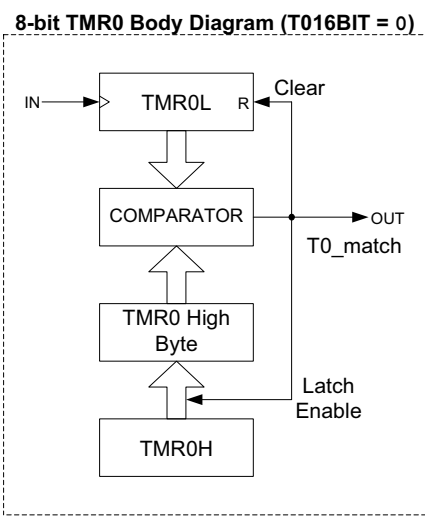 8-bit TMR0 Body Diagram (T016BIT = 0)
IN
TMR0L
R
Clear
COMPARATOR
OUT
T0_match
TMR0 High
Byte
Latch
Enable
TMR0H